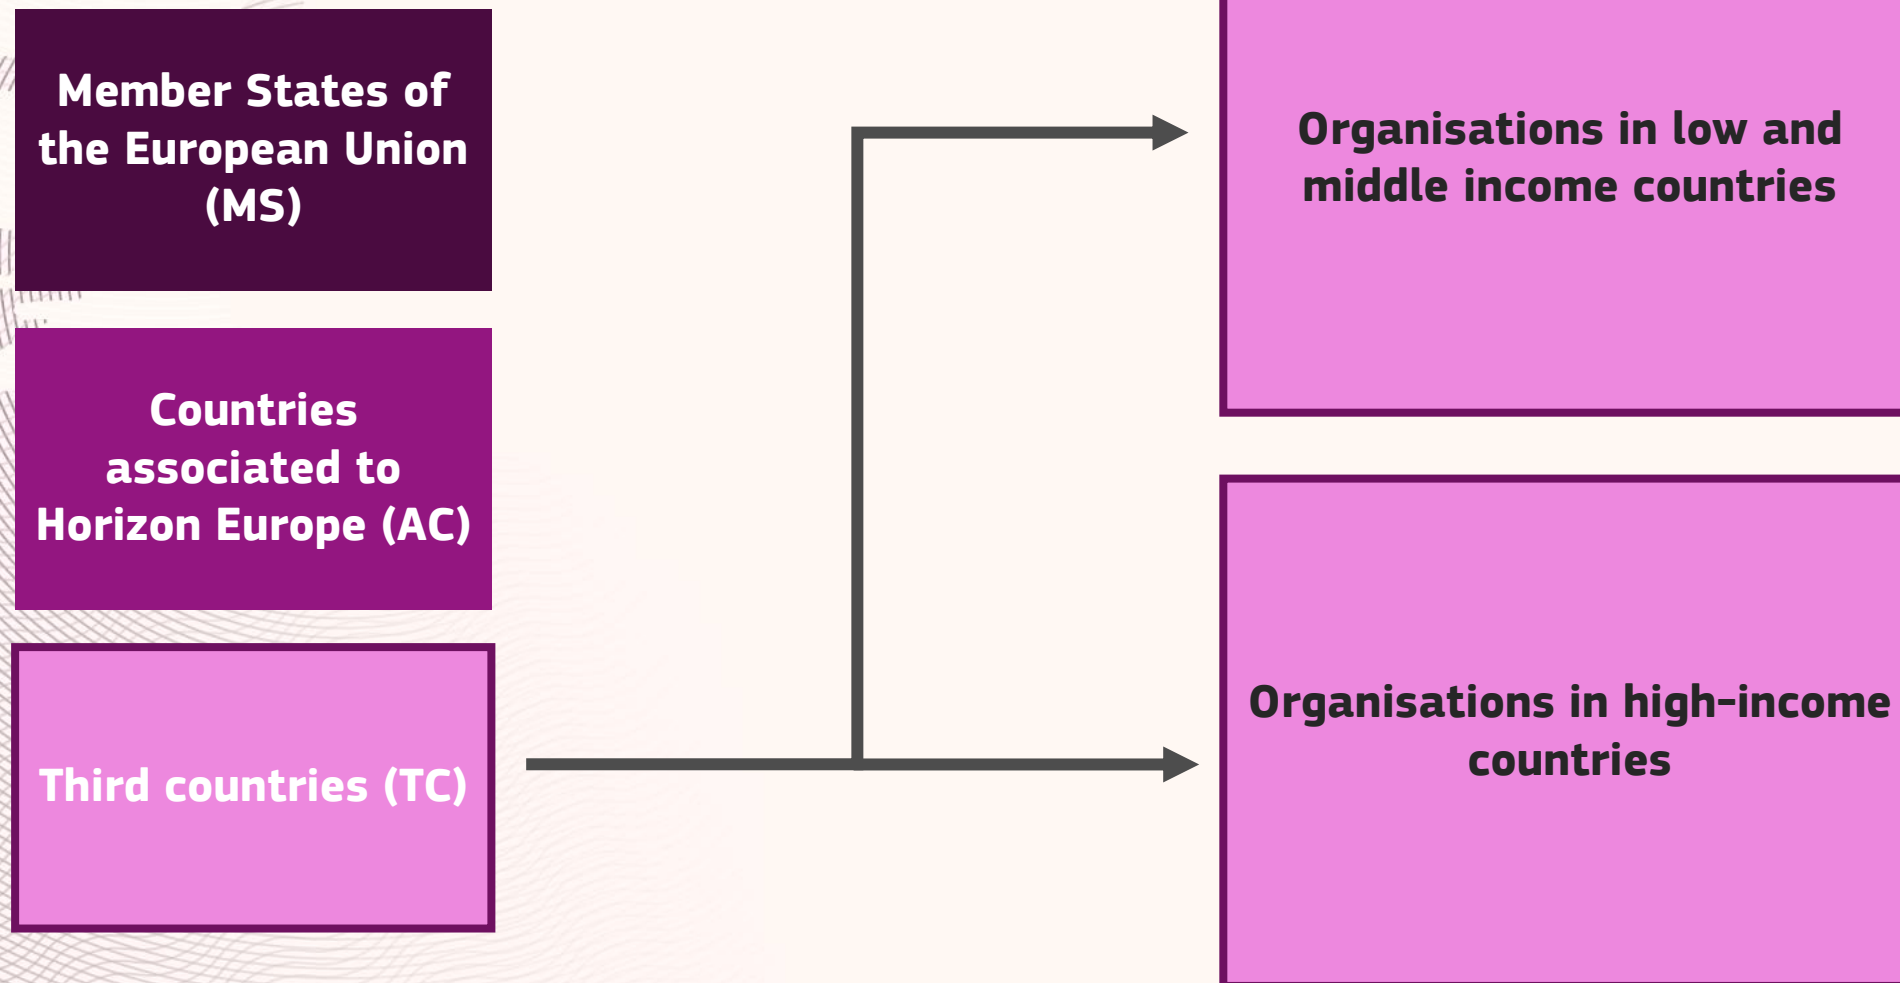 Member States of
the European Union
(MS)
Countries
associated to
Horizon Europe (AC)
Third countries (TC)
Organisations in low and
middle income countries
Organisations in high-income
countries